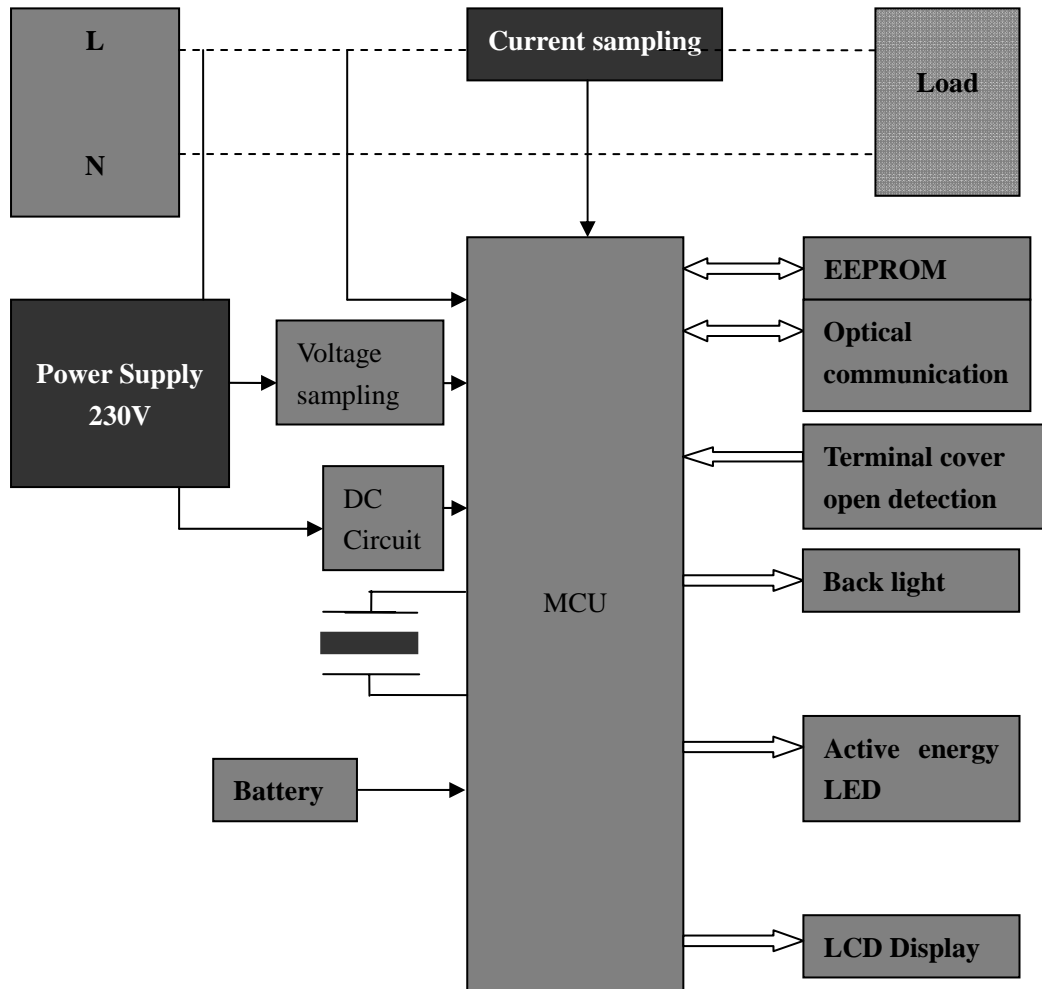 L
Current sampling
Load
N
EEPROM
Optical
communication
Power Supply
230V
Voltage
sampling
Terminal cover
open detection
DC
Circuit
MCU
Back light
Active energy
LED
Battery
LCD Display